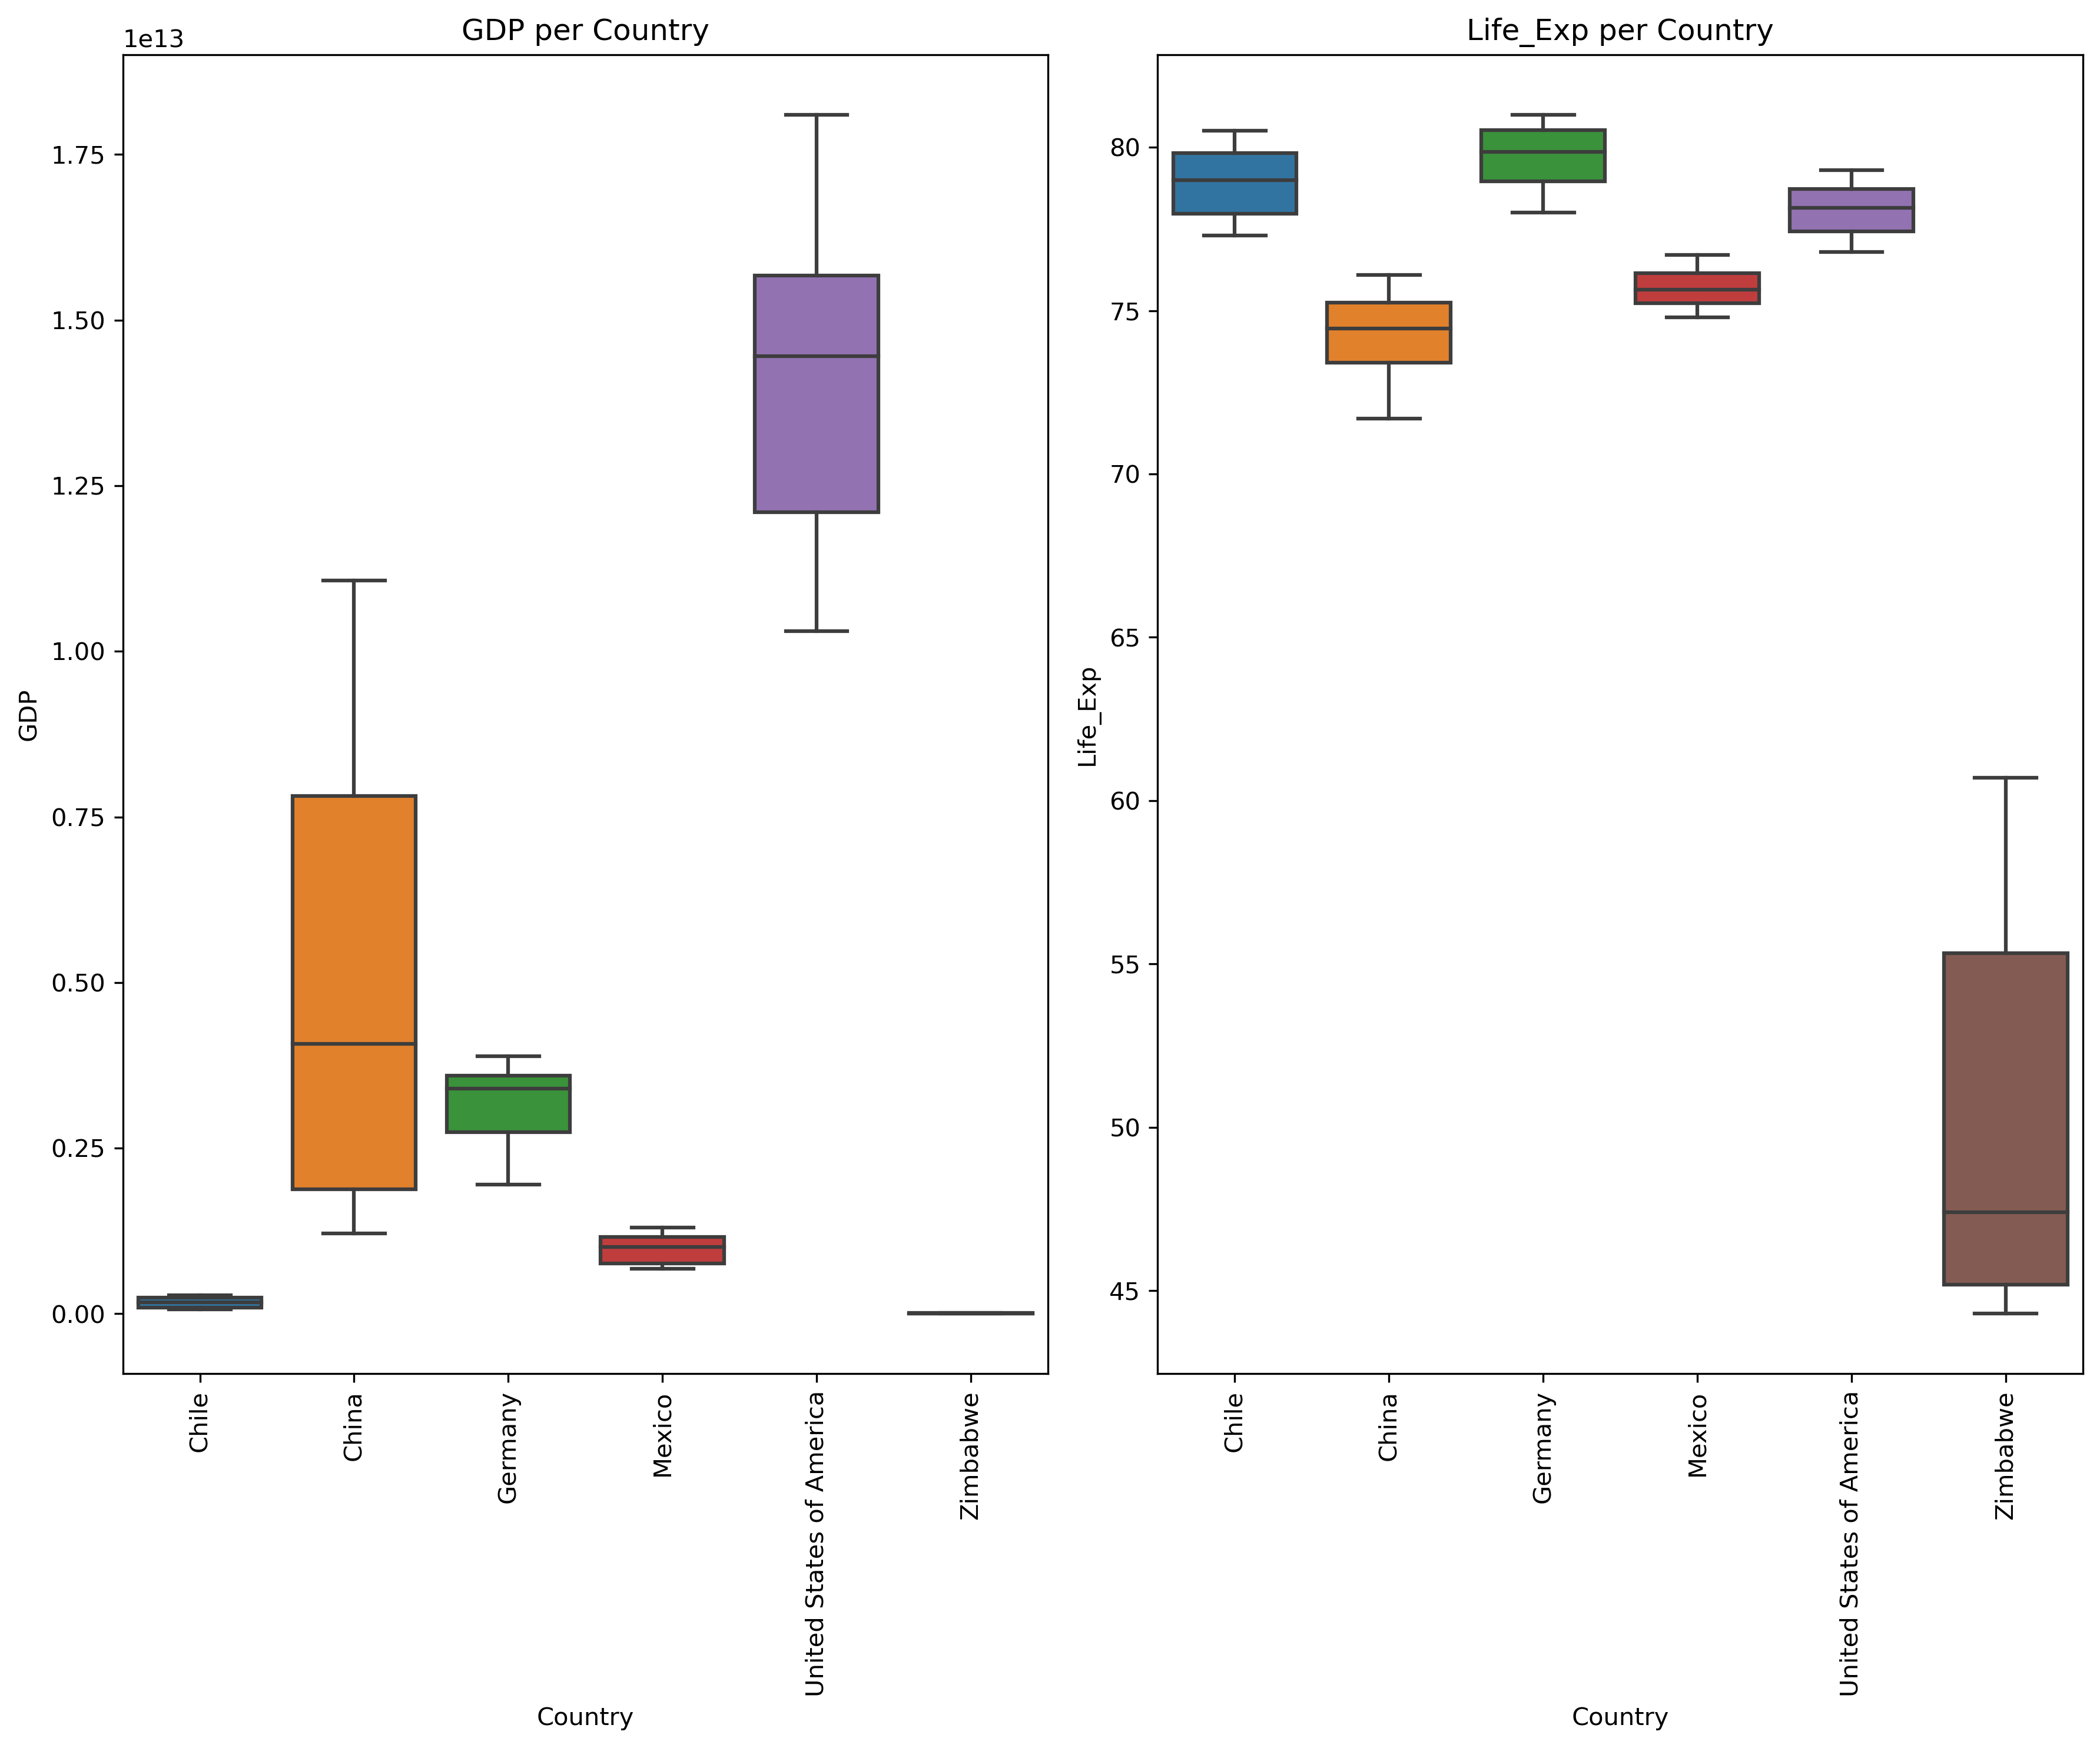 GDP per Country
1e13
1.75
1.50
1.25
1.00
0.75
0.50
0.25
0.00
GDP
Chile
China
Germany
Mexico
United States of America
Zimbabwe
Country
Life_Exp per Country
80
75
70
65
60
55
50
45
Life_Exp
Chile
China
Germany
Mexico
United States of America
Zimbabwe
Country